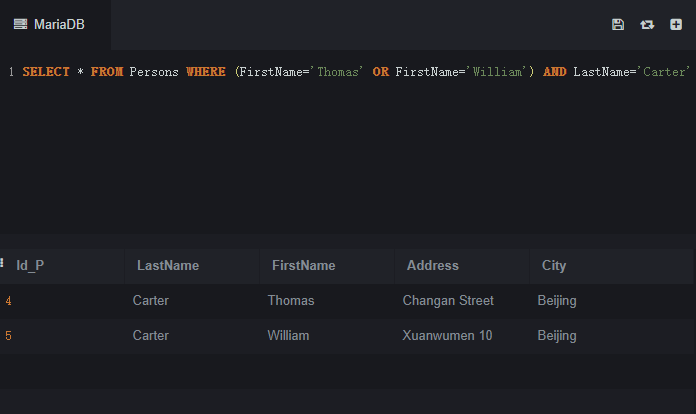 MariaDB
1 SELECT * FROM Persons WHERE (FirstName='Thomas' OR FirstName='William') AND LastName='Carter'
Id_P LastName FirstName Address City
4 Carter Thomas Changan Street Beijing
5 Carter William Xuanwumen 10 Beijing